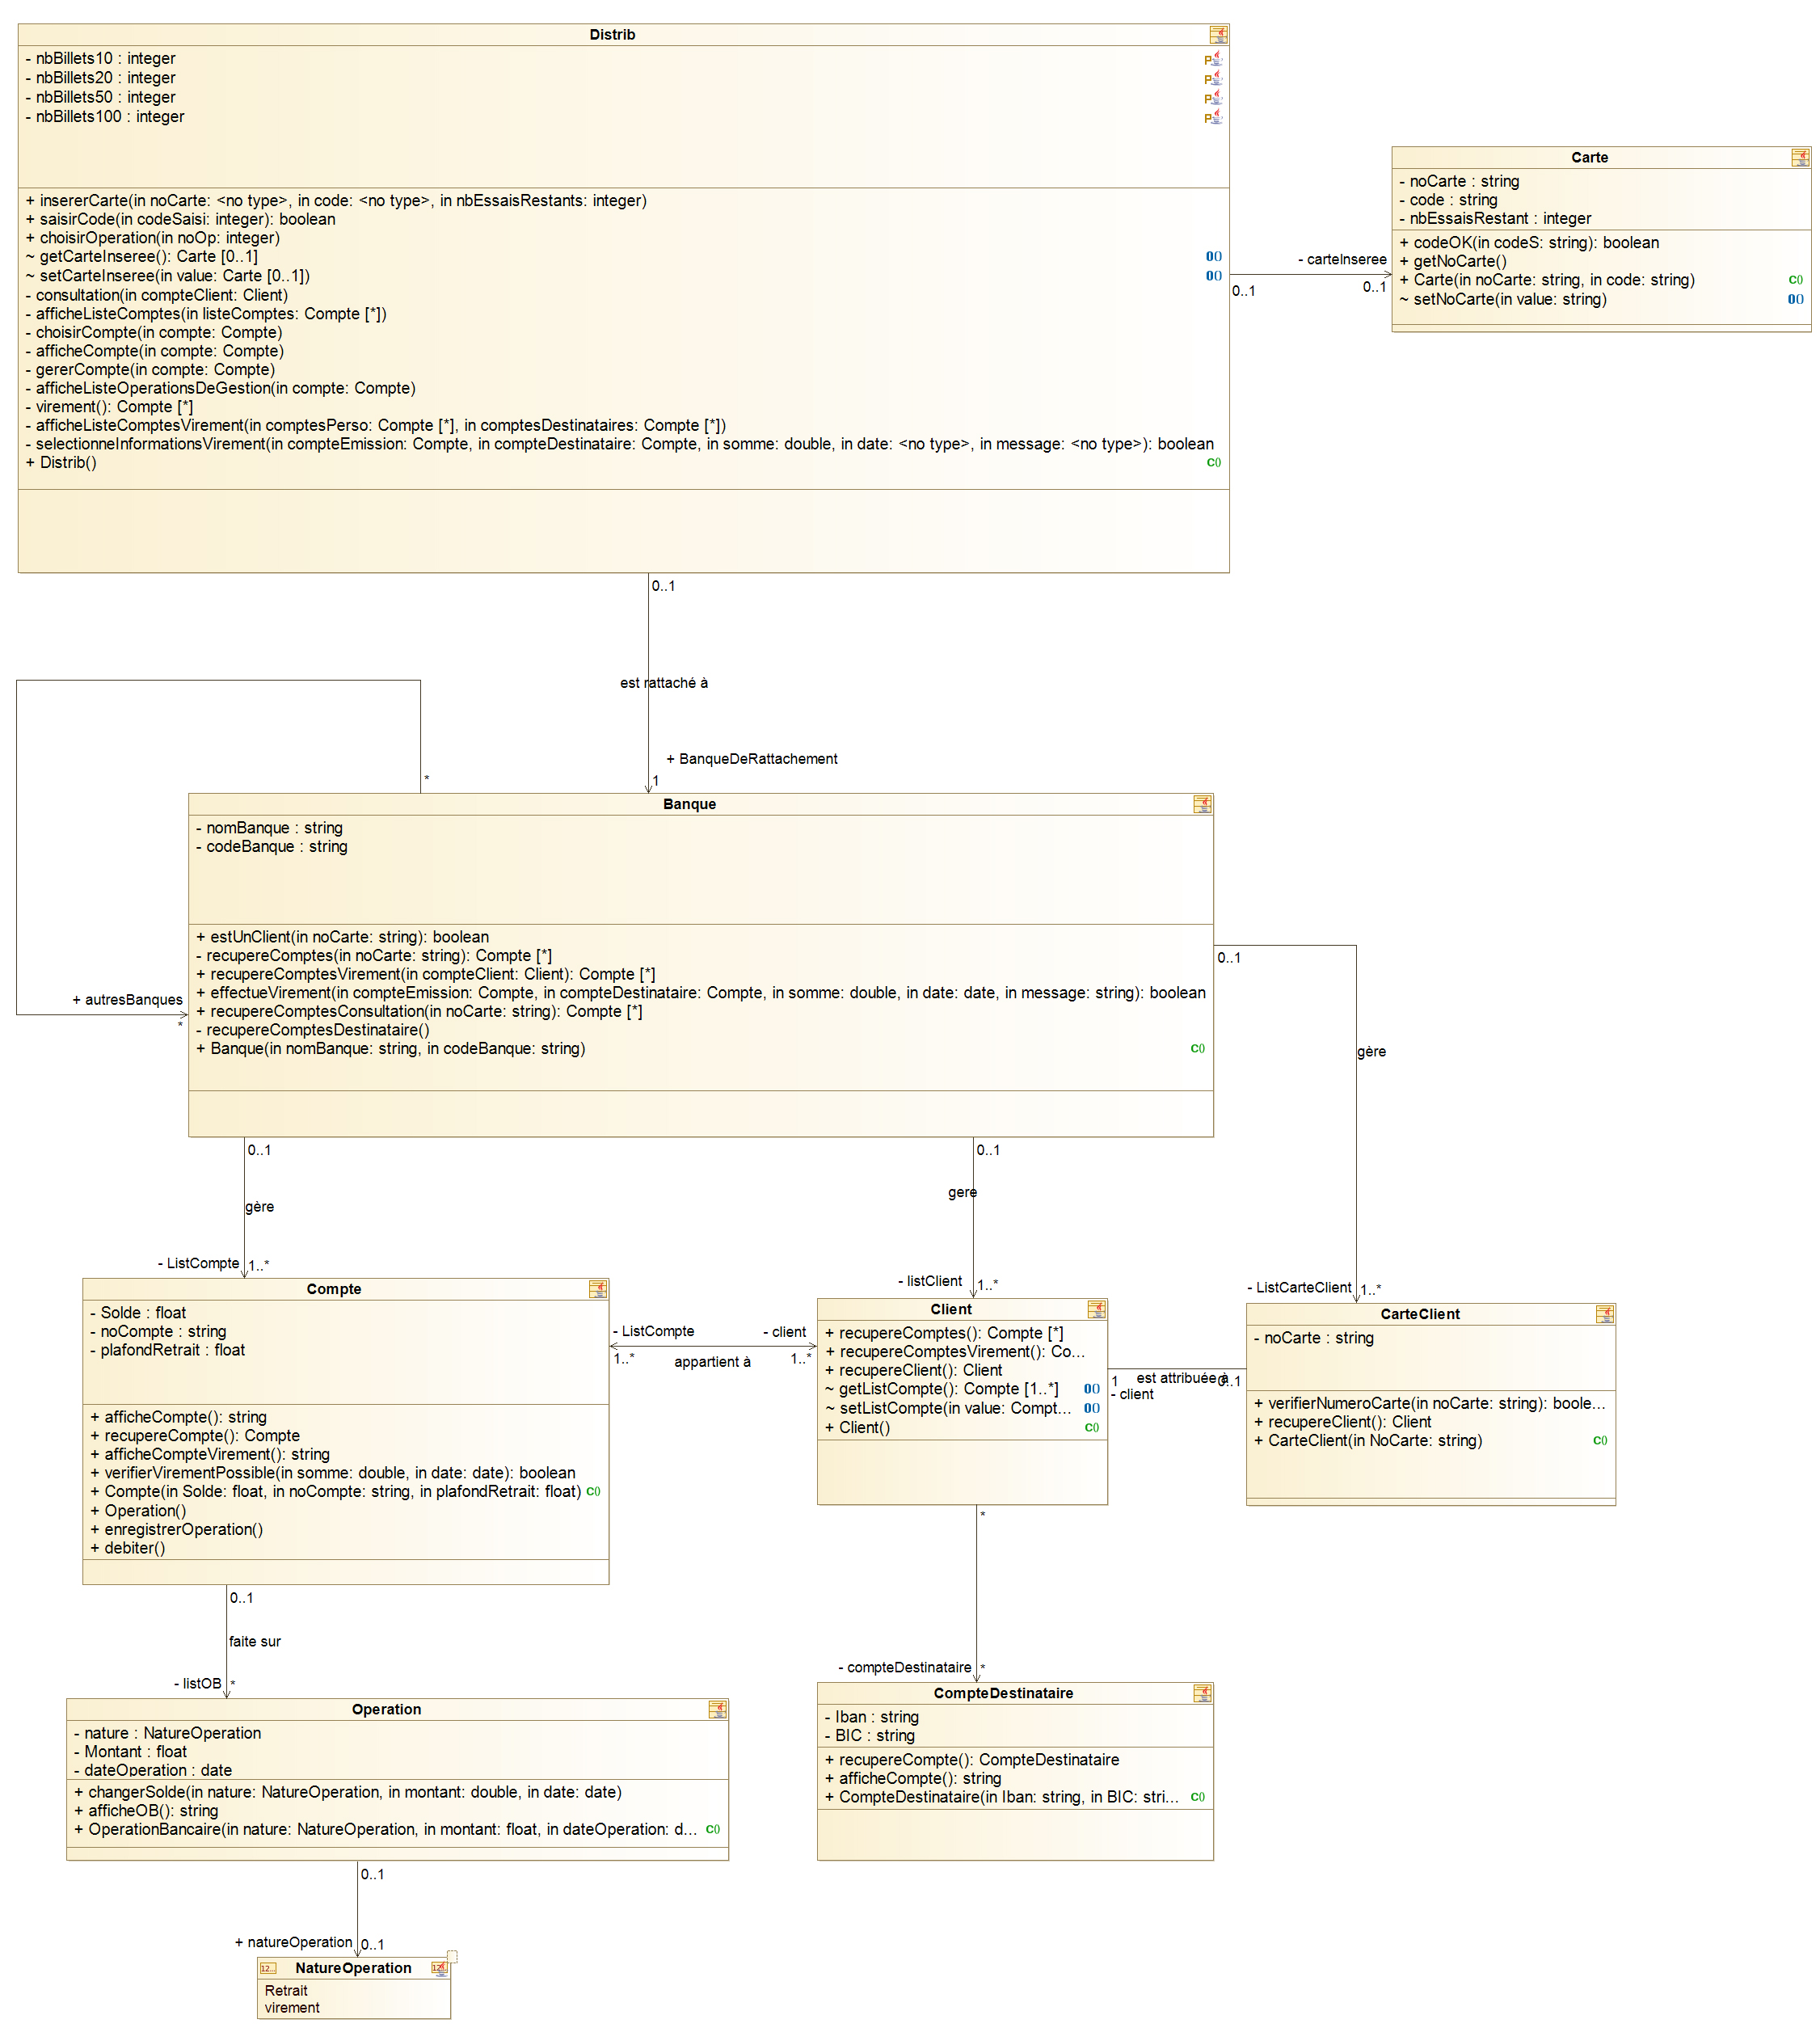 Distrib
- nbBillets10 : integer
- nbBillets20 : integer
- nbBillets50 : integer
- nbBillets100 : integer
+ insererCarte(in noCarte: <no type>, in code: <no type>, in nbEssaisRestants: integer)
+ saisirCode(in codeSaisi: integer): boolean
+ choisirOperation(in noOp: integer)
~ getCarteInseree(): Carte [0..1]
~ setCarteInseree(in value: Carte [0..1])
- consultation(in compteClient: Client)
- afficheListeComptes(in listeComptes: Compte [*])
- choisirCompte(in compte: Compte)
- afficheCompte(in compte: Compte)
- gererCompte(in compte: Compte)
- afficheListeOperationsDeGestion(in compte: Compte)
- virement(): Compte [*]
- afficheListeComptesVirement(in comptesPerso: Compte [*], in comptesDestinataires: Compte [*])
- selectionneInformationsVirement(in compteEmission: Compte, in compteDestinataire: Compte, in somme: double, in date: <no type>, in message: <no type>): boolean
+ Distrib()
- carteInseree
0..1
0..1
Carte
- noCarte : string
- code : string
- nbEssaisRestant : integer
+ codeOK(in codeS: string): boolean
+ getNoCarte()
+ Carte(in noCarte: string, in code: string)
~ setNoCarte(in value: string)
0..1
est rattaché à
+ BanqueDeRattachement
1
*
+ autresBanques
*
Banque
- nomBanque : string
- codeBanque : string
+ estUnClient(in noCarte: string): boolean
- recupereComptes(in noCarte: string): Compte [*]
+ recupereComptesVirement(in compteClient: Client): Compte [*]
+ effectueVirement(in compteEmission: Compte, in compteDestinataire: Compte, in somme: double, in date: date, in message: string): boolean
+ recupereComptesConsultation(in noCarte: string): Compte [*]
- recupereComptesDestinataire()
+ Banque(in nomBanque: string, in codeBanque: string)
0..1
gère
- ListCarteClient
1..*
0..1
gère
- ListCompte
1..*
0..1
gere
- listClient
1..*
Compte
- Solde : float
- noCompte : string
- plafondRetrait : float
+ afficheCompte(): string
+ recupereCompte(): Compte
+ afficheCompteVirement(): string
+ verifierVirementPossible(in somme: double, in date: date): boolean
+ Compte(in Solde: float, in noCompte: string, in plafondRetrait: float)
+ Operation()
+ enregistrerOperation()
+ debiter()
- ListCompte
- client
1..*
appartient à
1..*
Client
+ recupereComptes(): Compte [*]
+ recupereComptesVirement(): Co...
+ recupereClient(): Client
~ getListCompte(): Compte [1..*]
~ setListCompte(in value: Compt...
+ Client()
1
est attribuée à
0..1
- client
CarteClient
- noCarte : string
+ verifierNumeroCarte(in noCarte: string): boole...
+ recupereClient(): Client
+ CarteClient(in NoCarte: string)
*
- compteDestinataire
*
CompteDestinataire
- Iban : string
- BIC : string
+ recupereCompte(): CompteDestinataire
+ afficheCompte(): string
+ CompteDestinataire(in Iban: string, in BIC: stri...
0..1
faite sur
- listOB
*
Operation
- nature : NatureOperation
- Montant : float
- dateOperation : date
+ changerSolde(in nature: NatureOperation, in montant: double, in date: date)
+ afficheOB(): string
+ OperationBancaire(in nature: NatureOperation, in montant: float, in dateOperation: d...
0..1
+ natureOperation
0..1
NatureOperation
Retrait
virement